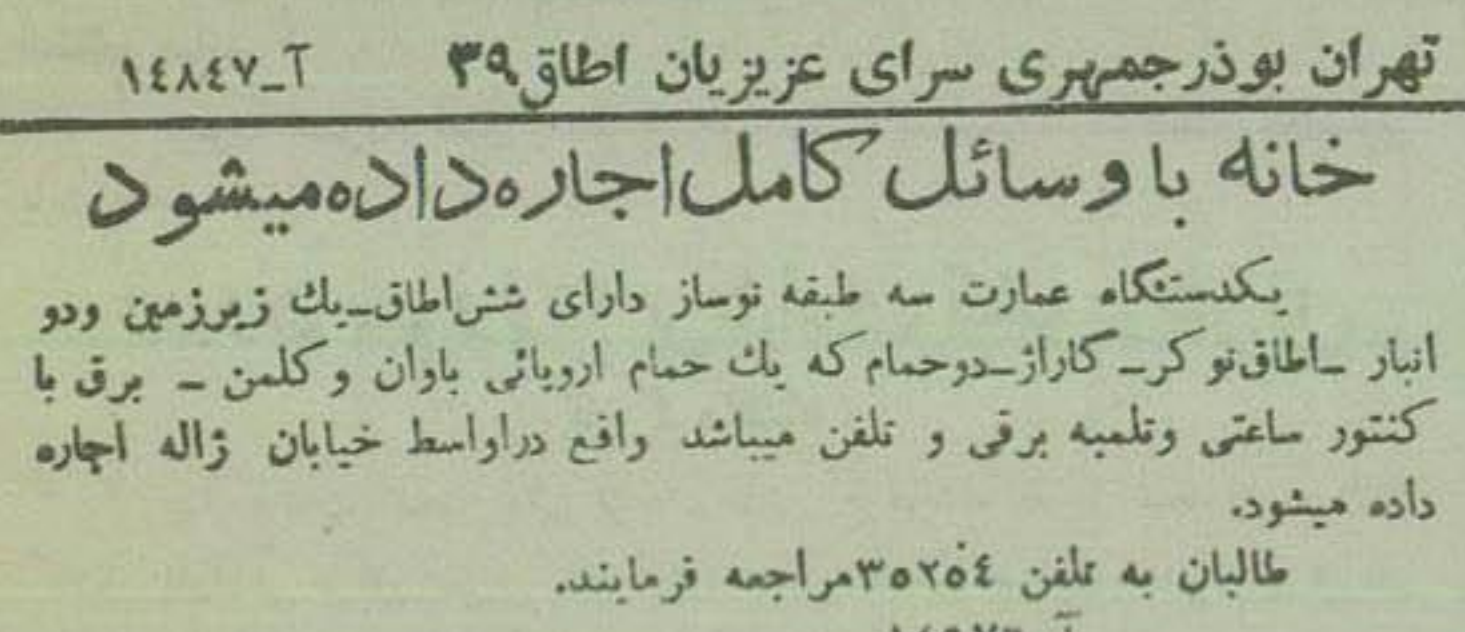 تهران بوذرجمهری سرای عزیزیان اطاق ۳۹ آ_۱٤۸٤۷
خانه با وسائل کامل اجاره داده میشود
یکدستگاه عمارت سه طبقه نوساز دارای شش اطاق_یك زیرزمین ودو
انبار _اطاق نوکر_ گاراژ_دوحمام که یك حمام اروپائی باوان و کلمن _ برق با
کنتور ساعتی وتلمبه برقی و تلفن میباشد واقع دراواسط خیابان ژاله اجاره
داده میشود.
طالبان به تلفن ۳٥۲٥٤ مراجعه فرمایند.